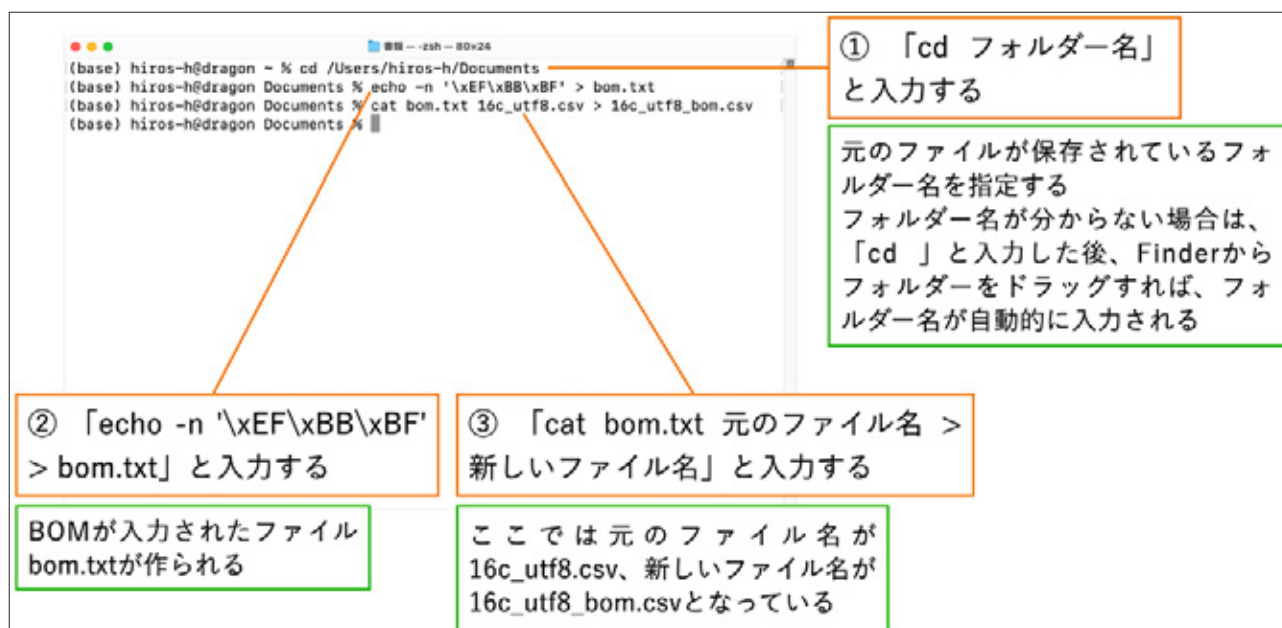 書類 — -zsh — 80×24
(base) hiros-h@dragon ~ % cd /Users/hiros-h/Documents
(base) hiros-h@dragon Documents % echo -n '\xEF\xBB\xBF' > bom.txt
(base) hiros-h@dragon Documents % cat bom.txt 16c_utf8.csv > 16c_utf8_bom.csv
(base) hiros-h@dragon Documents %
① 「cd フォルダー名」
と入力する
元のファイルが保存されているフォ
ルダー名を指定する
フォルダー名が分からない場合は、
「cd 」と入力した後、Finderから
フォルダーをドラッグすれば、フォ
ルダー名が自動的に入力される
② 「echo -n '\xEF\xBB\xBF'
> bom.txt」と入力する
BOMが入力されたファイル
bom.txtが作られる
③ 「cat bom.txt 元のファイル名 >
新しいファイル名」と入力する
ここでは元のファイル名が
16c_utf8.csv、新しいファイル名が
16c_utf8_bom.csvとなっている